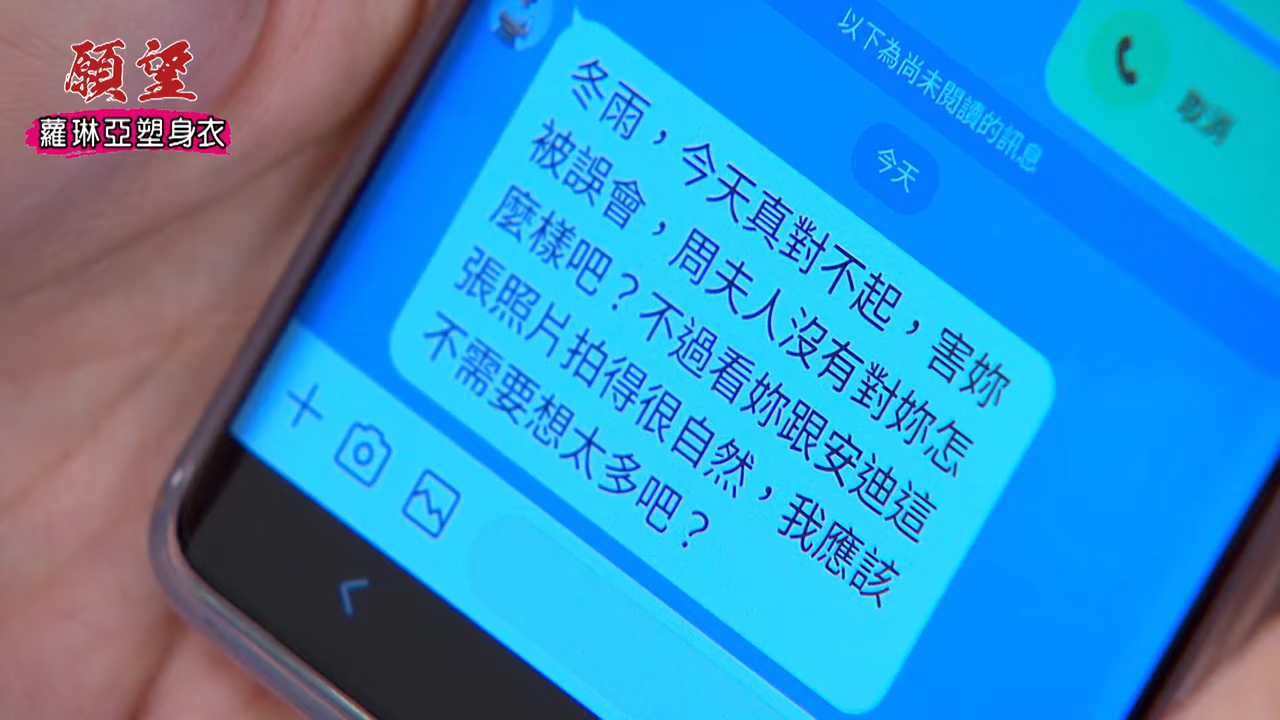 願望
蘿琳亞塑身衣
取消
以下為尚未閱讀的訊息
今天
冬雨，今天真對不起，害妳
被誤會，周夫人沒有對妳怎
麼樣吧？不過看妳跟安迪這
張照片拍得很自然，我應該
不需要想太多吧？